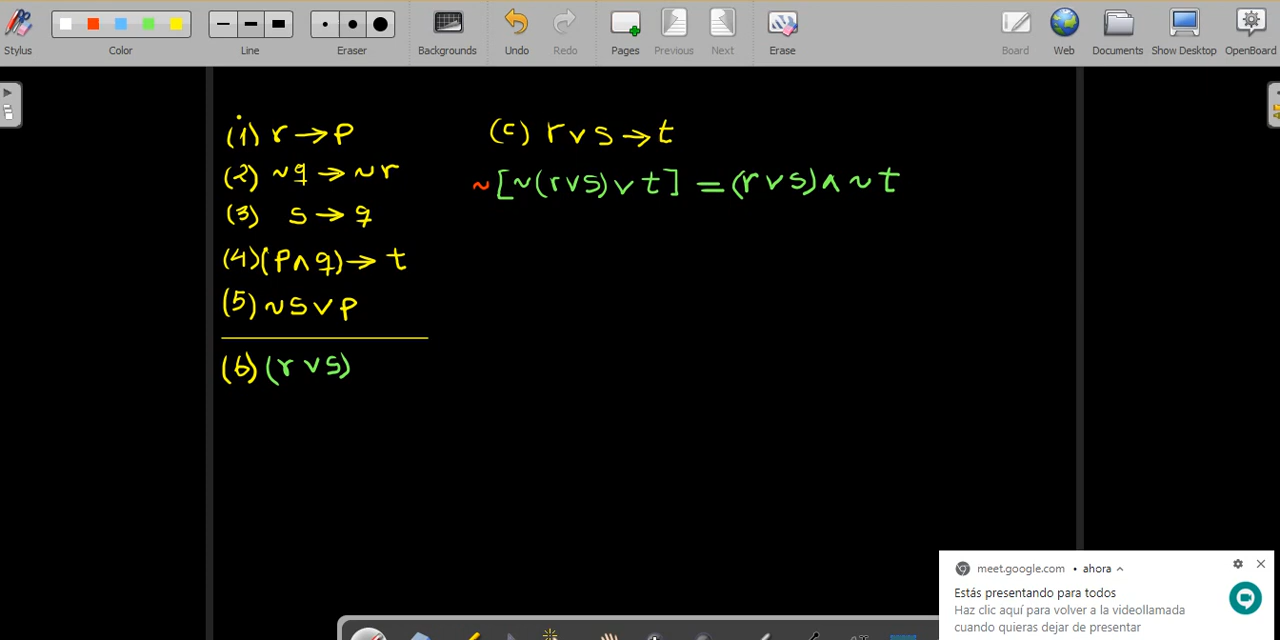 Stylus
Color
Line
Eraser
Backgrounds
Undo
Redo
Pages
Previous
Next
Erase
Board
Web
Documents
Show Desktop
OpenBoard
(1) r → p
(2) ~q → ~r
(3) s → q
(4) (p ∧ q) → t
(5) ~s ∨ p
(6) (r ∨ s)
(c) r ∨ s → t
~[~(r ∨ s) ∨ t] = (r ∨ s) ∧ ~t
meet.google.com • ahora
Estás presentando para todos
Haz clic aquí para volver a la videollamada
cuando quieras dejar de presentar